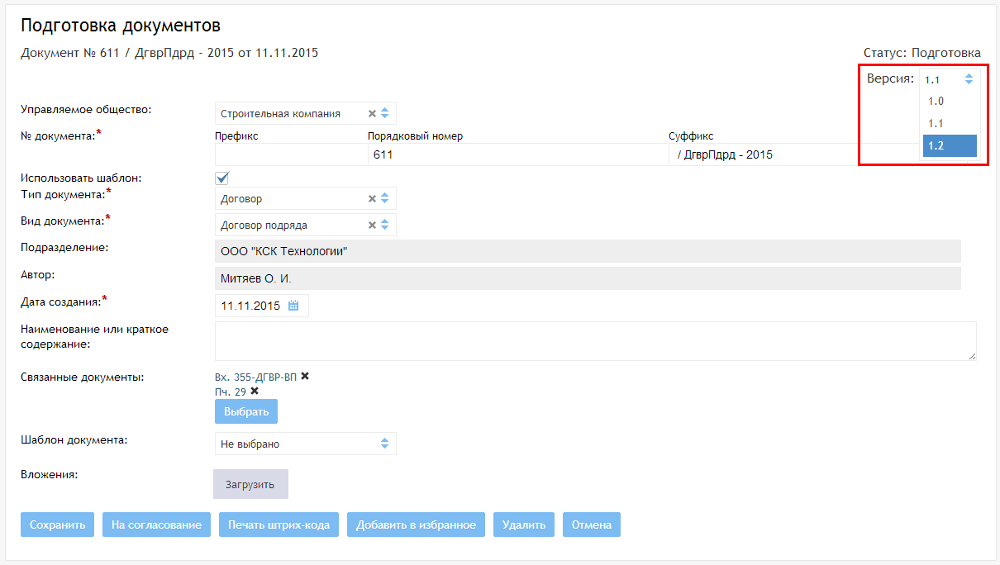 Подготовка документов
Документ № 611 / ДгврПдрд - 2015 от 11.11.2015
Статус: Подготовка
Версия: 1.1
1.0
1.1
1.2
Управляемое общество:
Строительная компания
№ документа:*
Префикс
Порядковый номер
Суффикс
611
/ ДгврПдрд - 2015
Использовать шаблон:
Тип документа:*
Договор
Вид документа:*
Договор подряда
Подразделение:
ООО "КСК Технологии"
Автор:
Митяев О. И.
Дата создания:*
11.11.2015
Наименование или краткое
содержание:
Связанные документы:
Вх. 355-ДГВР-ВП
Пч. 29
Выбрать
Шаблон документа:
Не выбрано
Вложения:
Загрузить
Сохранить
На согласование
Печать штрих-кода
Добавить в избранное
Удалить
Отмена